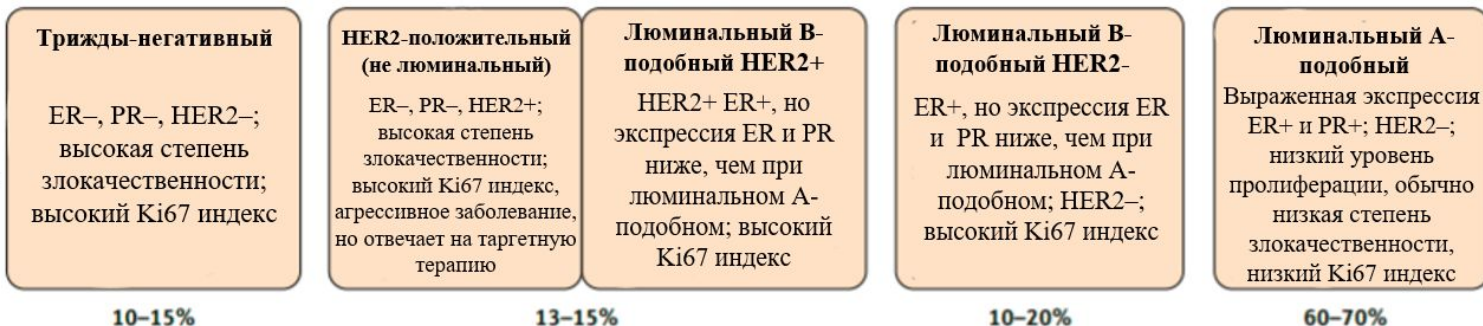 Трижды-негативный
ER–, PR–, HER2–;
высокая степень
злокачественности;
высокий Ki67 индекс
HER2-положительный
(не люминальный)
ER–, PR–, HER2+;
высокая степень
злокачественности;
высокий Ki67 индекс,
агрессивное заболевание,
но отвечает на таргетную
терапию
Люминальный B-
подобный HER2+
HER2+ ER+, но
экспрессия ER и PR
ниже, чем при
люминальном A-
подобном; высокий
Ki67 индекс
Люминальный B-
подобный HER2-
ER+, но экспрессия ER
и PR ниже, чем при
люминальном A-
подобном; HER2–;
высокий Ki67 индекс
Люминальный A-
подобный
Выраженная экспрессия
ER+ и PR+; HER2–;
низкий уровень
пролиферации, обычно
низкая степень
злокачественности,
низкий Ki67 индекс
10–15%
13–15%
10–20%
60–70%